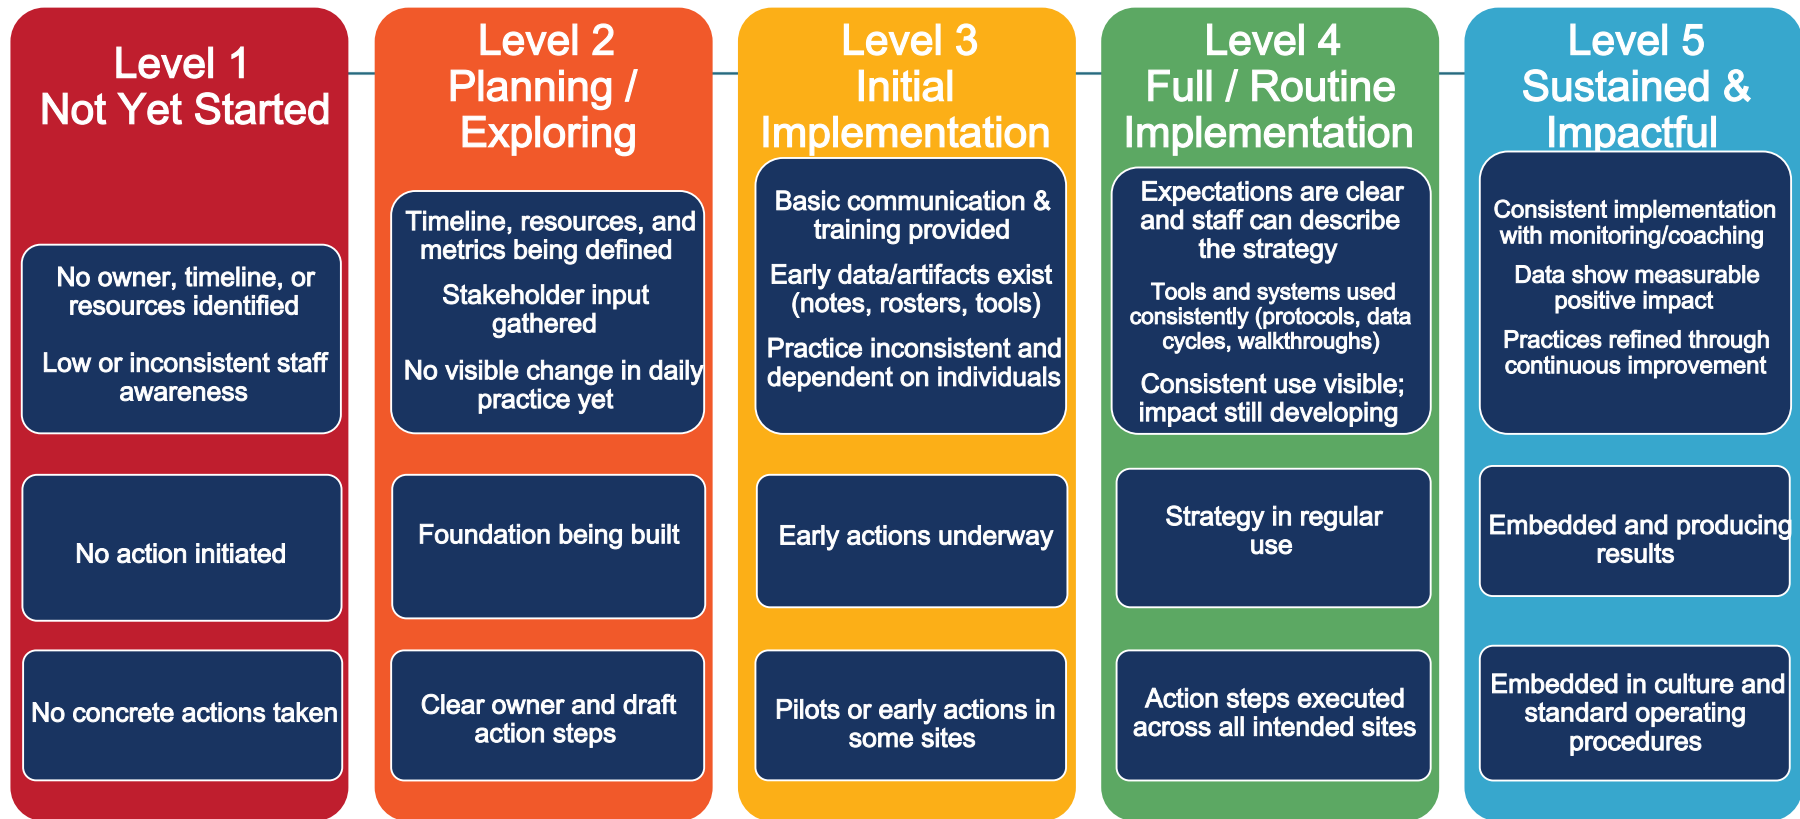 Level 1
Not Yet Started
No owner, timeline, or
resources identified
Low or inconsistent staff
awareness
No action initiated
No concrete actions taken
Level 2
Planning /
Exploring
Timeline, resources, and
metrics being defined
Stakeholder input
gathered
No visible change in daily
practice yet
Foundation being built
Clear owner and draft
action steps
Level 3
Initial
Implementation
Basic communication &
training provided
Early data/artifacts exist
(notes, rosters, tools)
Practice inconsistent and
dependent on individuals
Early actions underway
Pilots or early actions in
some sites
Level 4
Full / Routine
Implementation
Expectations are clear
and staff can describe
the strategy
Tools and systems used
consistently (protocols, data
cycles, walkthroughs)
Consistent use visible;
impact still developing
Strategy in regular
use
Action steps executed
across all intended sites
Level 5
Sustained &
Impactful
Consistent implementation
with monitoring/coaching
Data show measurable
positive impact
Practices refined through
continuous improvement
Embedded and producing
results
Embedded in culture and
standard operating
procedures